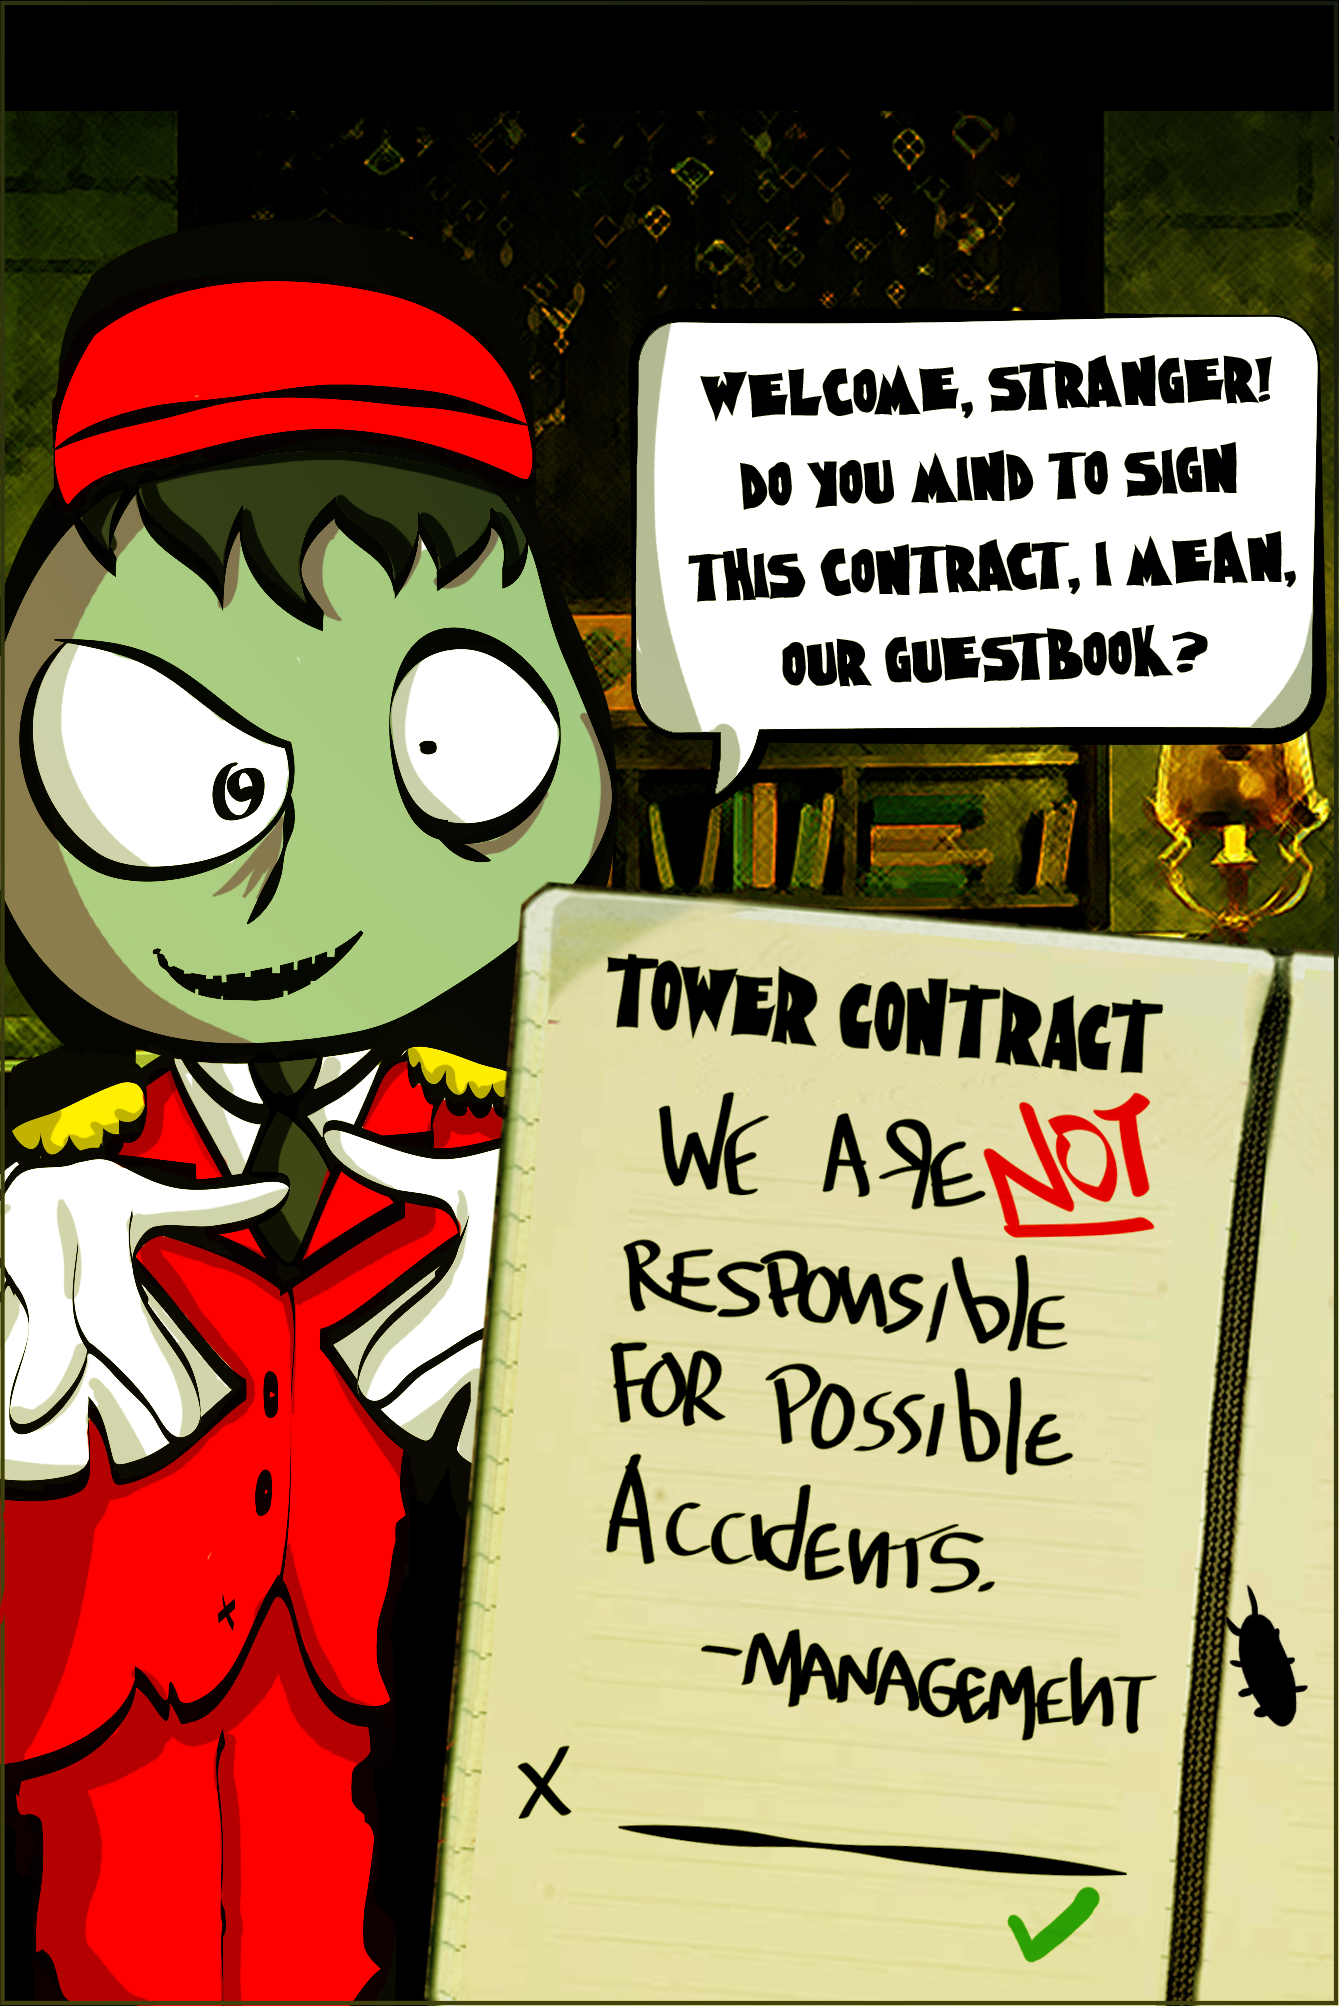 WELCOME, STRANGER!
DO YOU MIND TO SIGN
THIS CONTRACT, I MEAN,
OUR GUESTBOOK?
TOWER CONTRACT
WE ARE NOT
RESPONSIBLE
FOR POSSIBLE
ACCIDENTS.
-MANAGEMENT
X